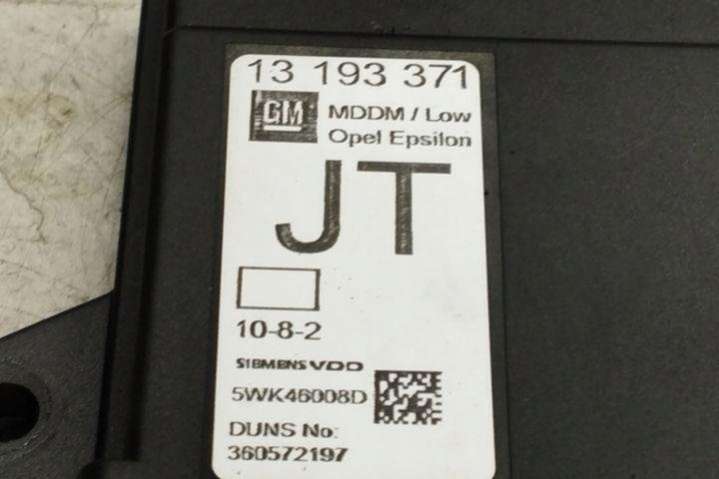 13 193 371
GM MDDM / Low
Opel Epsilon
JT
10-8-2
SIEMENS VDO
5WK46008D
DUNS No:
360572197